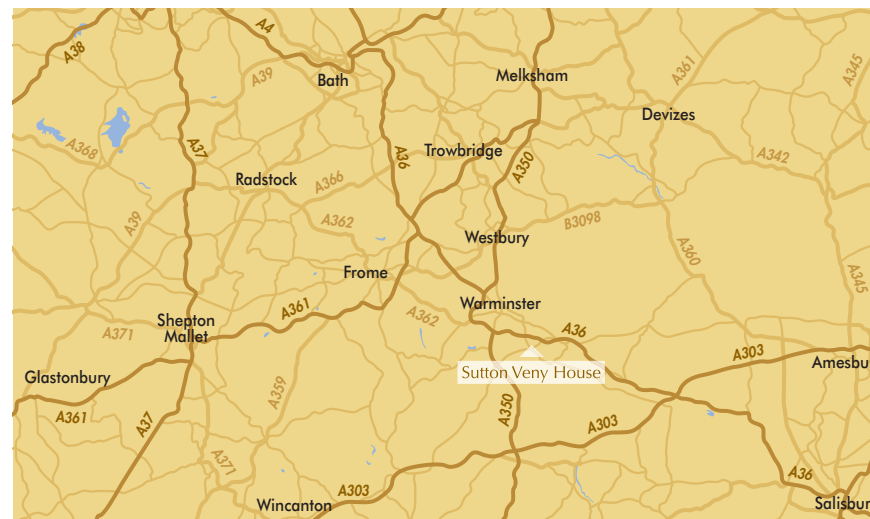 A38
A4
A39
Bath
Melksham
A361
A345
Devizes
A368
A37
A36
Trowbridge
A350
A342
Radstock
A366
A39
A362
Westbury
B3098
A360
Frome
A345
Warminster
A361
A362
A36
Shepton
Mallet
A371
A303
Amesbu
Sutton Veny House
Glastonbury
A359
A361
A37
A350
A303
A371
A36
A303
Wincanton
Salisbur